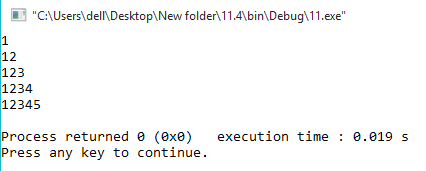 "C:\Users\dell\Desktop\New folder\11.4\bin\Debug\11.exe"
1
12
123
1234
12345
Process returned 0 (0x0)   execution time : 0.019 s
Press any key to continue.